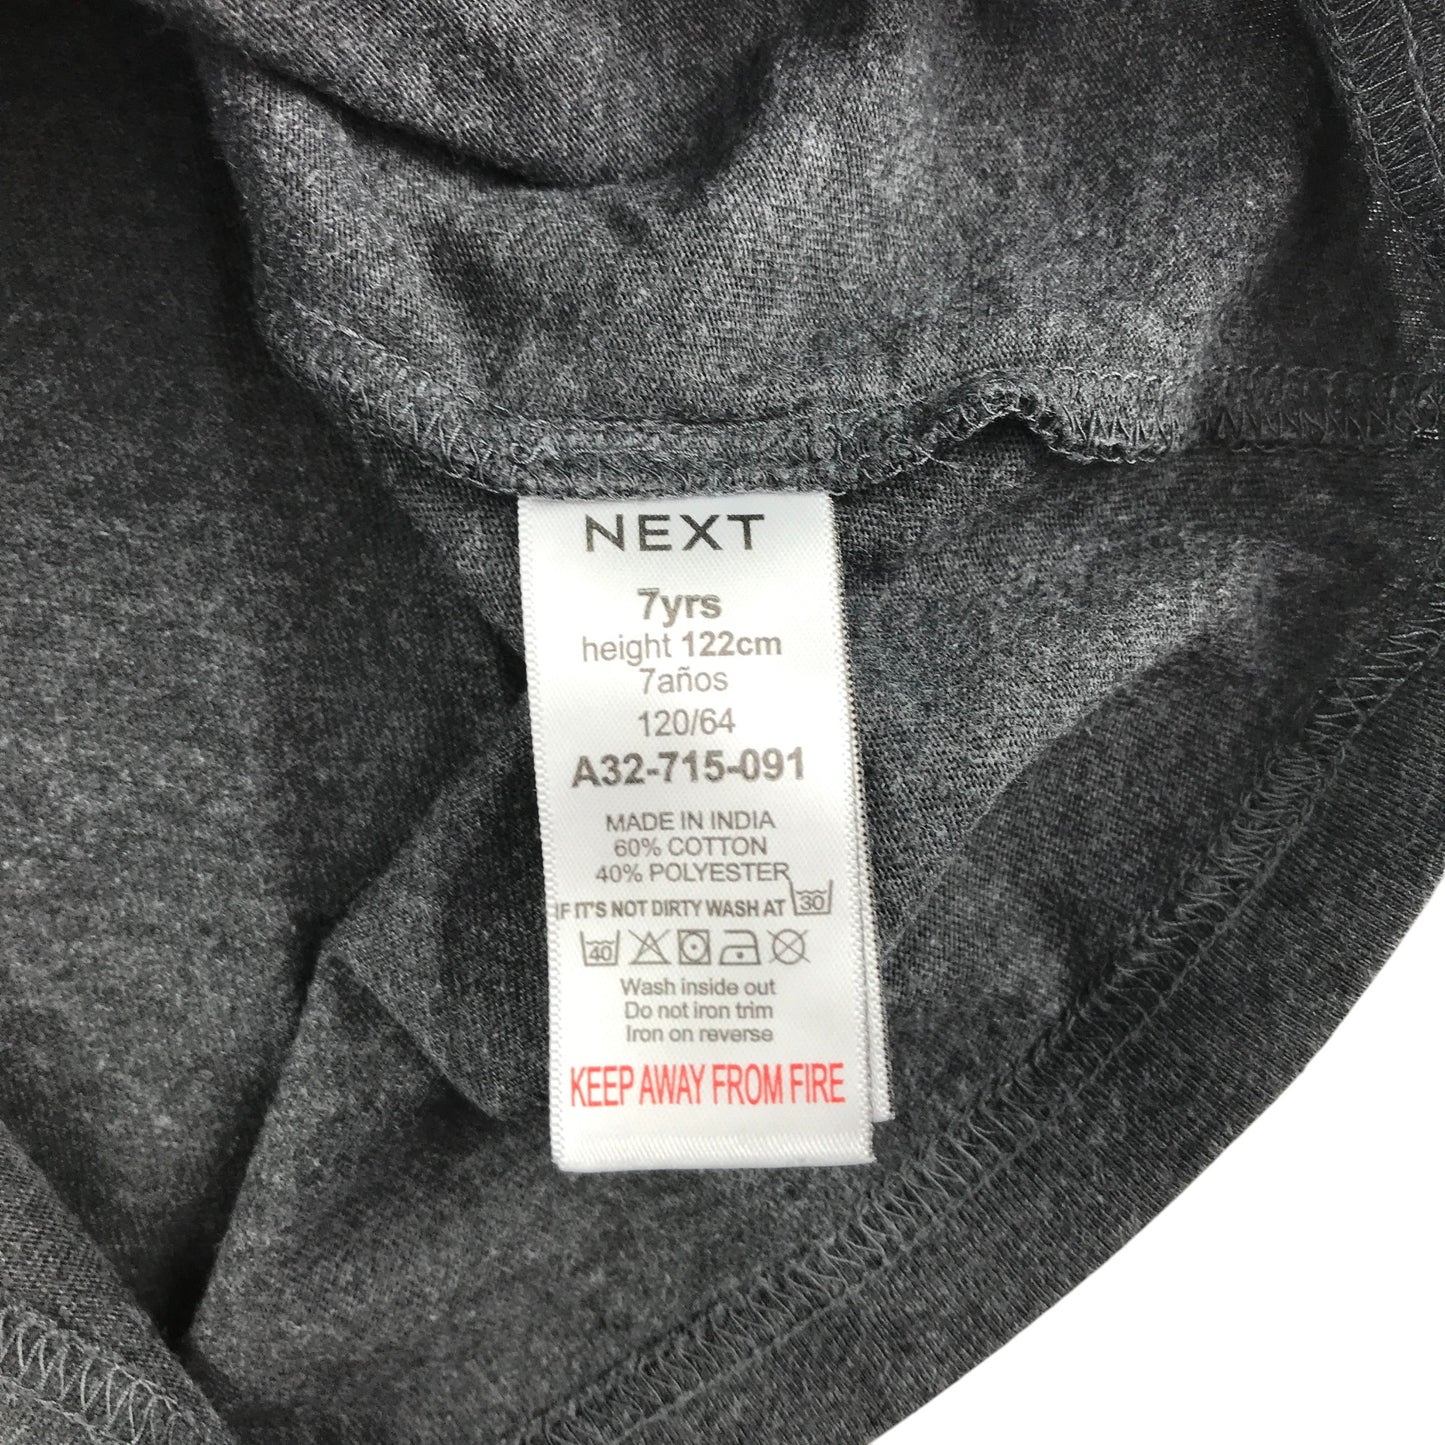 NEXT
7yrs
height 122cm
7años
120/64
A32-715-091
MADE IN INDIA
60% COTTON
40% POLYESTER
IF IT'S NOT DIRTY WASH AT 30
40
Wash inside out
Do not iron trim
Iron on reverse
KEEP AWAY FROM FIRE